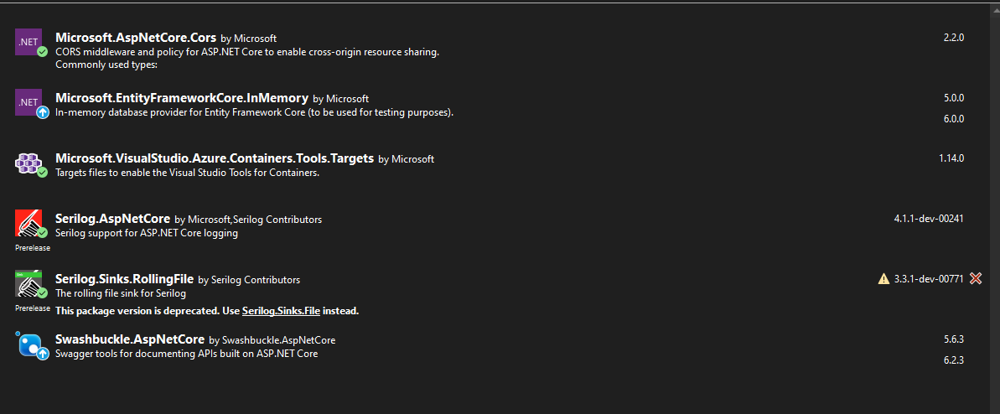 .NET
Microsoft.AspNetCore.Cors by Microsoft 2.2.0
CORS middleware and policy for ASP.NET Core to enable cross-origin resource sharing.
Commonly used types:
.NET
Microsoft.EntityFrameworkCore.InMemory by Microsoft 5.0.0
In-memory database provider for Entity Framework Core (to be used for testing purposes). 6.0.0
Microsoft.VisualStudio.Azure.Containers.Tools.Targets by Microsoft 1.14.0
Targets files to enable the Visual Studio Tools for Containers.
Serilog.AspNetCore by Microsoft,Serilog Contributors 4.1.1-dev-00241
Serilog support for ASP.NET Core logging
Prerelease
Serilog.Sinks.RollingFile by Serilog Contributors 3.3.1-dev-00771
The rolling file sink for Serilog
Prerelease This package version is deprecated. Use Serilog.Sinks.File instead.
Swashbuckle.AspNetCore by Swashbuckle.AspNetCore 5.6.3
Swagger tools for documenting APIs built on ASP.NET Core 6.2.3